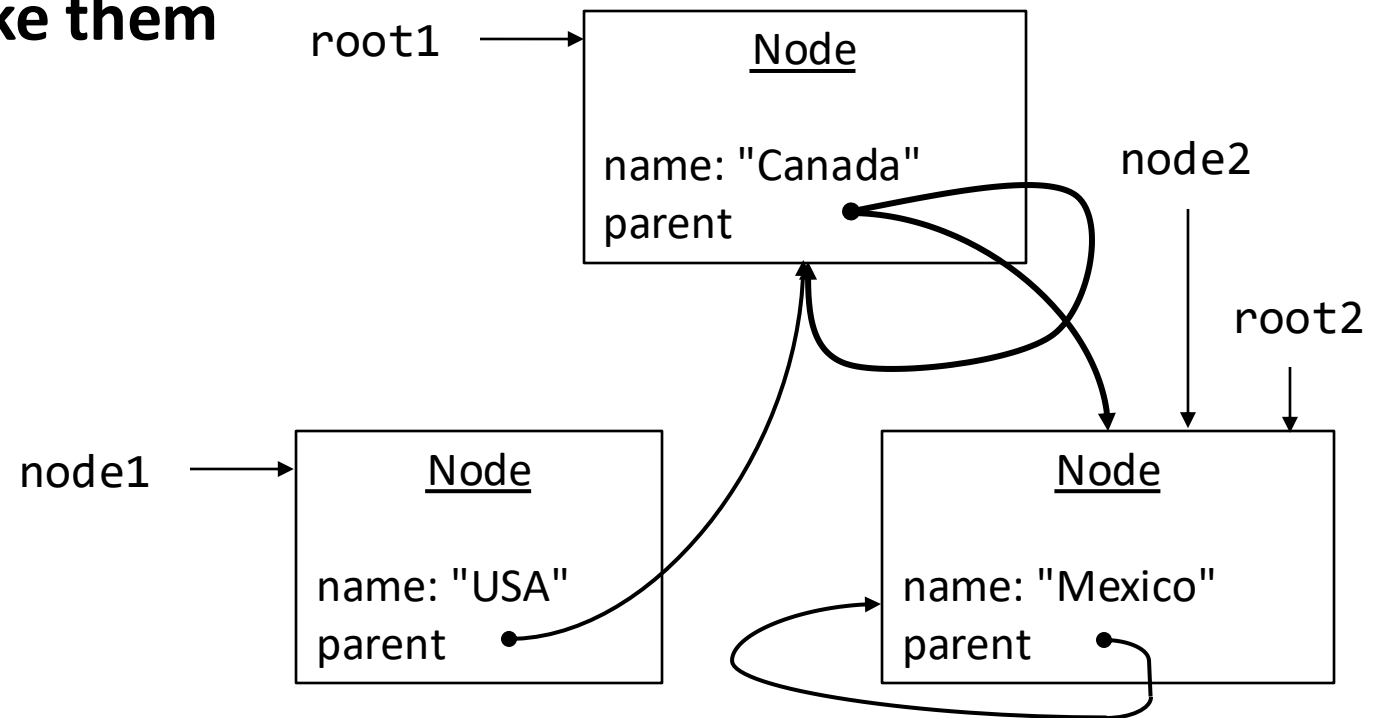 ke them
root1
Node
name: "Canada"
parent
node2
root2
node1
Node
name: "USA"
parent
Node
name: "Mexico"
parent